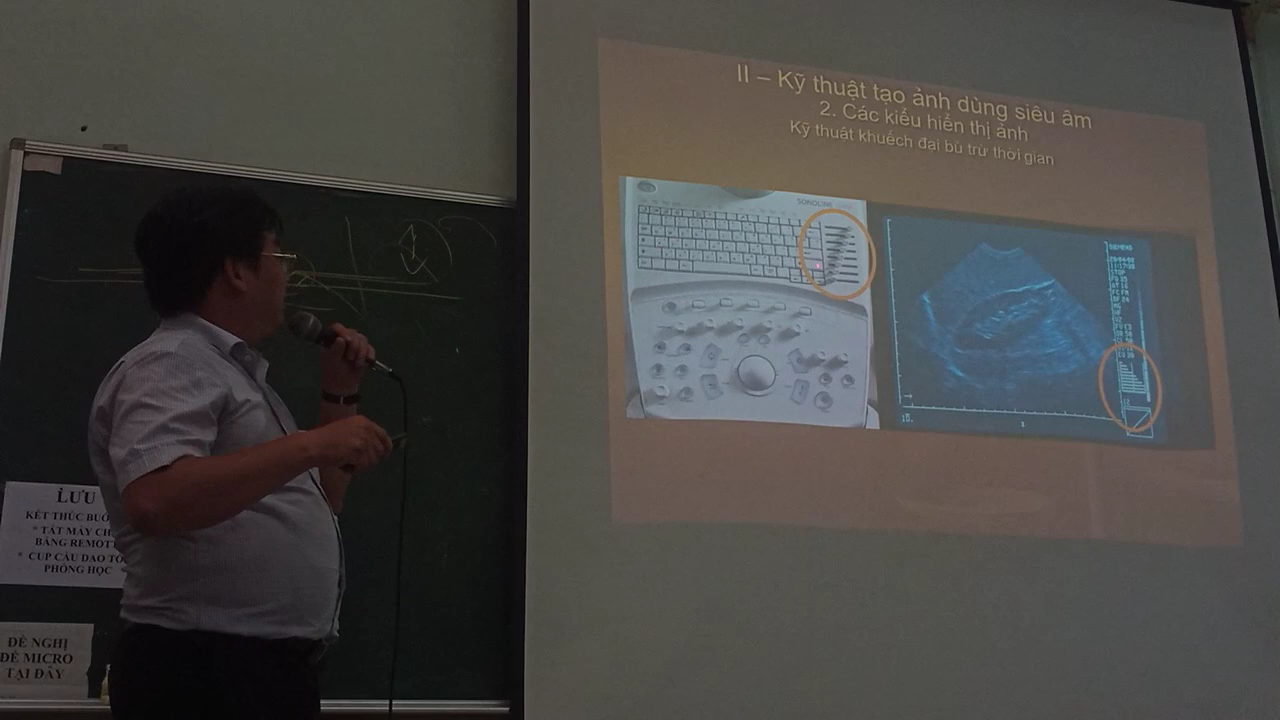 II – Kỹ thuật tạo ảnh dùng siêu âm
2. Các kiểu hiển thị ảnh
Kỹ thuật khuếch đại bù trừ thời gian
SONOLINE
SIEMENS
LƯU
KẾT THÚC BUỔ
* TẮT MÁY CH
BẰNG REMOT
* CUP CẦU DAO TỔ
PHÒNG HỌC
ĐỀ NGHỊ
ĐỂ MICRO
TẠI ĐÂY